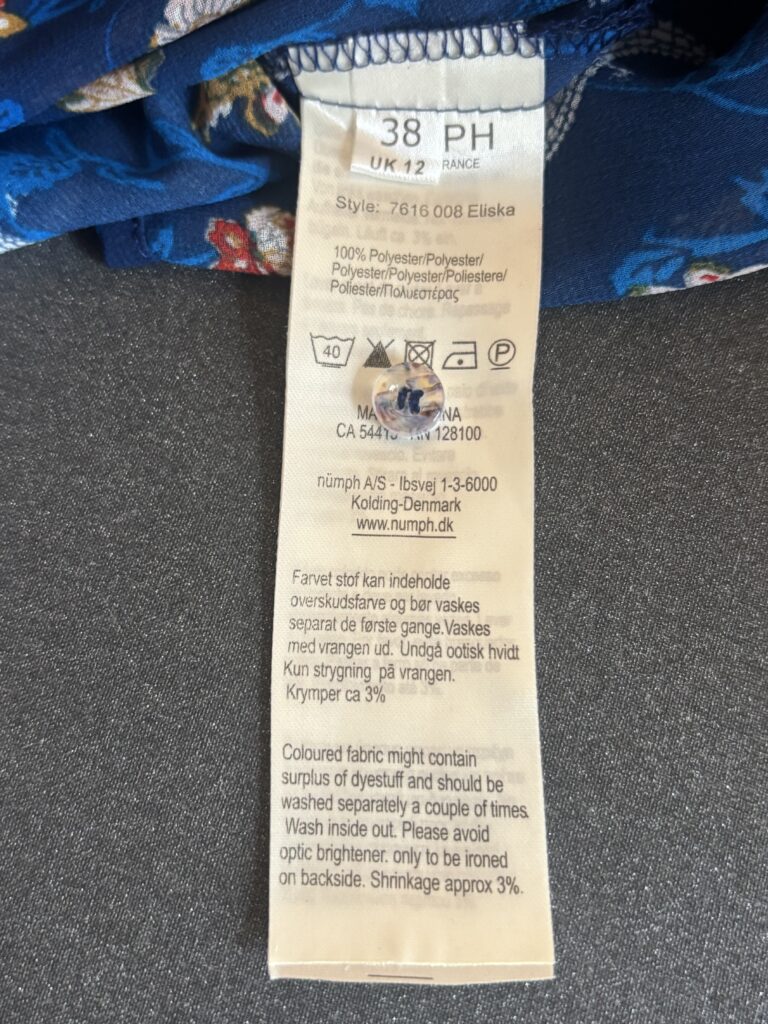 38 PH
UK 12 RANCE
Style: 7616 008 Eliska
100% Polyester/Polyester/
Polyester/Polyester/Poliestere/
Poliester/Πολυεστέρας
40 P
MA NA
CA 5441 RN 128100
nümph A/S - Ibsvej 1-3-6000
Kolding-Denmark
www.numph.dk
Farvet stof kan indeholde
overskudsfarve og bør vaskes
separat de første gange.Vaskes
med vrangen ud. Undgå ootisk hvidt
Kun strygning på vrangen.
Krymper ca 3%
Coloured fabric might contain
surplus of dyestuff and should be
washed separately a couple of times.
Wash inside out. Please avoid
optic brightener. only to be ironed
on backside. Shrinkage approx 3%.